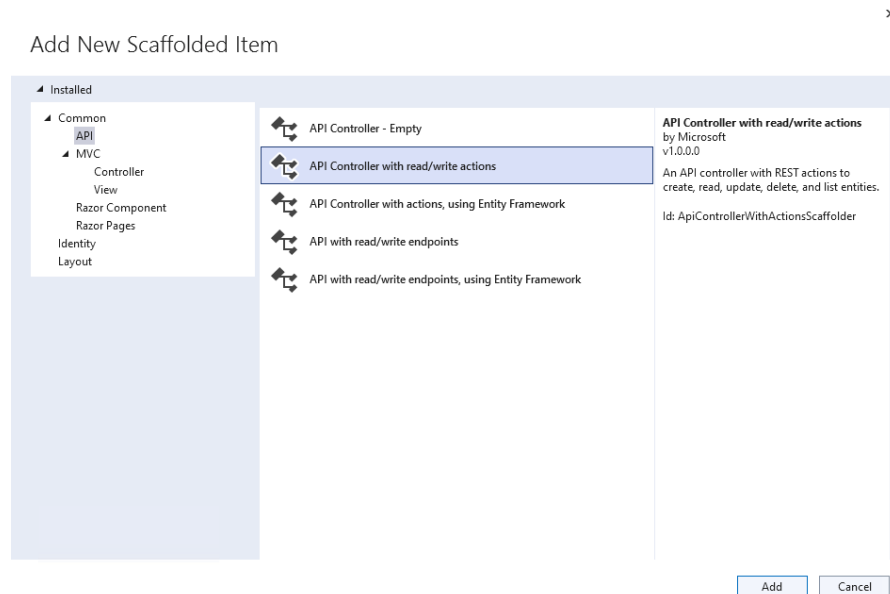 Add New Scaffolded Item
Installed
Common
API
MVC
Controller
View
Razor Component
Razor Pages
Identity
Layout
API Controller - Empty
API Controller with read/write actions
API Controller with actions, using Entity Framework
API with read/write endpoints
API with read/write endpoints, using Entity Framework
API Controller with read/write actions
by Microsoft
v1.0.0.0
An API controller with REST actions to
create, read, update, delete, and list entities.
Id: ApiControllerWithActionsScaffolder
Add
Cancel